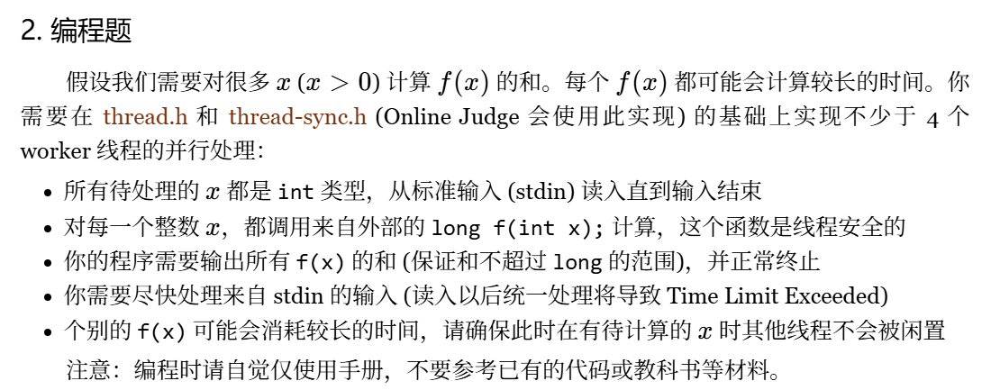 2. 编程题
假设我们需要对很多 x (x > 0) 计算 f(x) 的和。每个 f(x) 都可能会计算较长的时间。你
需要在 thread.h 和 thread-sync.h (Online Judge 会使用此实现) 的基础上实现不少于 4 个
worker 线程的并行处理：
• 所有待处理的 x 都是 int 类型，从标准输入 (stdin) 读入直到输入结束
• 对每一个整数 x，都调用来自外部的 long f(int x); 计算，这个函数是线程安全的
• 你的程序需要输出所有 f(x) 的和 (保证和不超过 long 的范围)，并正常终止
• 你需要尽快处理来自 stdin 的输入 (读入以后统一处理将导致 Time Limit Exceeded)
• 个别的 f(x) 可能会消耗较长的时间，请确保此时在有待计算的 x 时其他线程不会被闲置
注意：编程时请自觉仅使用手册，不要参考已有的代码或教科书等材料。